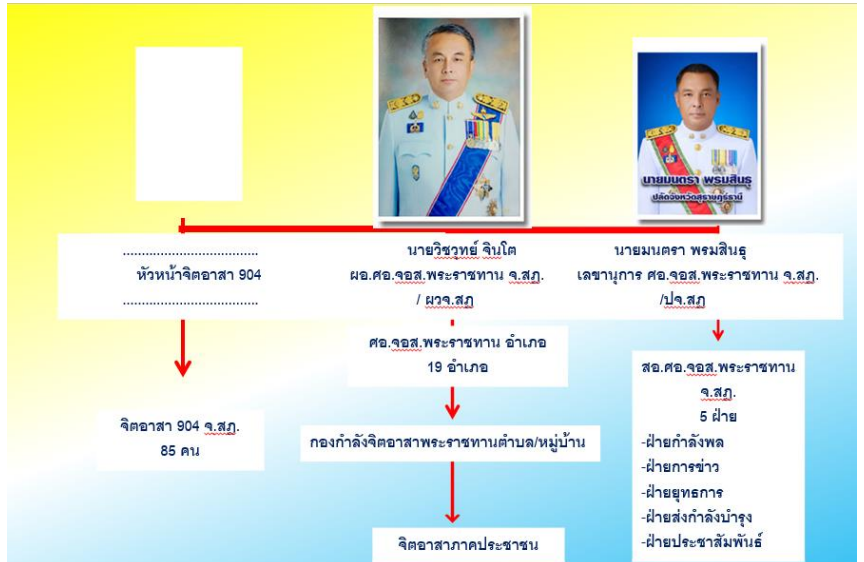 นายมนตรา พรมสินธุ
ปลัดจังหวัดสุราษฎร์ธานี
....................................
หัวหน้าจิตอาสา 904
....................................
นายวิชวุทย์ จินโต
ผอ.ศอ.จอส.พระราชทาน จ.สฎ.
/ ผวจ.สฎ
นายมนตรา พรมสินธุ
เลขานุการ ศอ.จอส.พระราชทาน จ.สฎ.
/ปจ.สฎ
ศอ.จอส.พระราชทาน อำเภอ
19 อำเภอ
จิตอาสา 904 จ.สฎ.
85 คน
กองกำลังจิตอาสาพระราชทานตำบล/หมู่บ้าน
จิตอาสาภาคประชาชน
สอ.ศอ.จอส.พระราชทาน
จ.สฎ.
5 ฝ่าย
-ฝ่ายกำลังพล
-ฝ่ายการข่าว
-ฝ่ายยุทธการ
-ฝ่ายส่งกำลังบำรุง
-ฝ่ายประชาสัมพันธ์